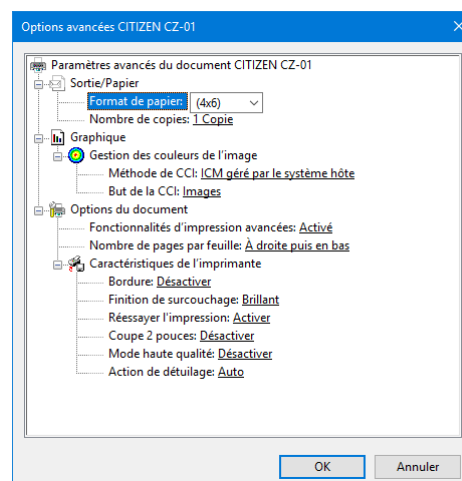 Options avancées CITIZEN CZ-01
Paramètres avancés du document CITIZEN CZ-01
Sortie/Papier
Format de papier: (4x6)
Nombre de copies: 1 Copie
Graphique
Gestion des couleurs de l'image
Méthode de CCI: ICM géré par le système hôte
But de la CCI: Images
Options du document
Fonctionnalités d'impression avancées: Activé
Nombre de pages par feuille: À droite puis en bas
Caractéristiques de l'imprimante
Bordure: Désactiver
Finition de surcouchage: Brillant
Réessayer l'impression: Activer
Coupe 2 pouces: Désactiver
Mode haute qualité: Désactiver
Action de détuilage: Auto
OK Annuler